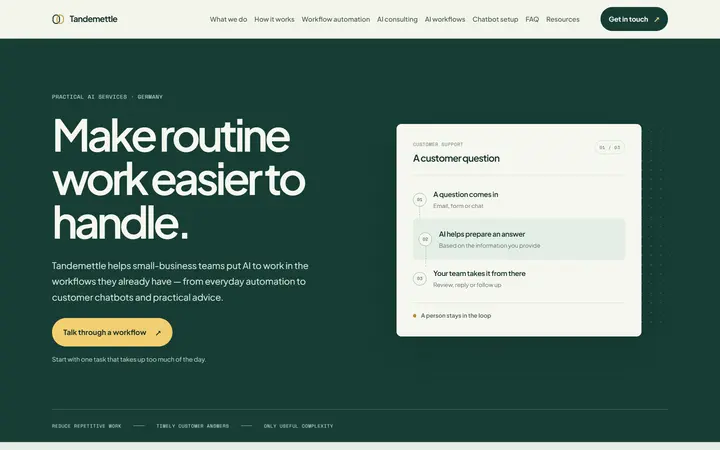 Tandemettle
What we do
How it works
Workflow automation
AI consulting
AI workflows
Chatbot setup
FAQ
Resources
Get in touch ↗
PRACTICAL AI SERVICES · GERMANY
Make routine
work easier to
handle.
Tandemettle helps small-business teams put AI to work in the
workflows they already have — from everyday automation to
customer chatbots and practical advice.
Talk through a workflow ↗
Start with one task that takes up too much of the day.
CUSTOMER SUPPORT
01 / 03
A customer question
01
A question comes in
Email, form or chat
02
AI helps prepare an answer
Based on the information you provide
03
Your team takes it from there
Review, reply or follow up
A person stays in the loop
REDUCE REPETITIVE WORK
TIMELY CUSTOMER ANSWERS
ONLY USEFUL COMPLEXITY